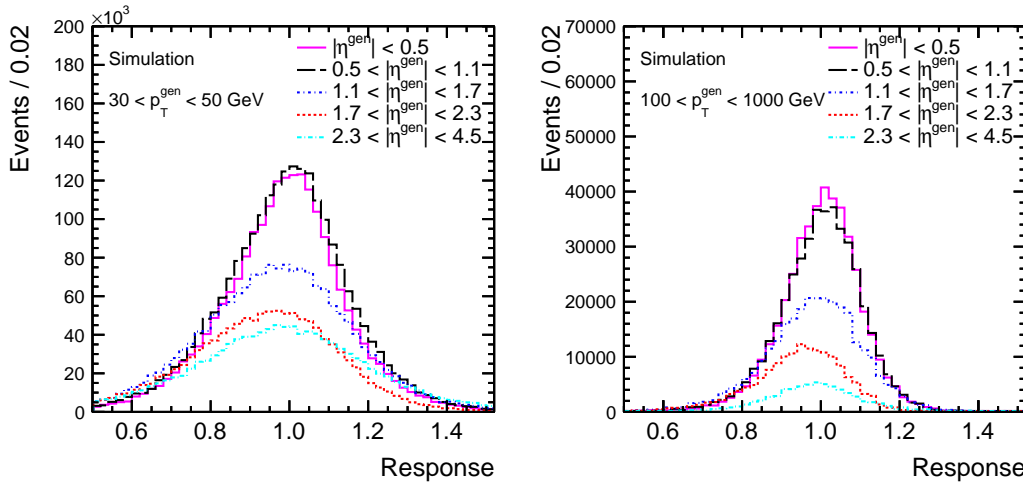 ×10³
Events / 0.02
200
180
160
140
120
100
80
60
40
20
0
Simulation
30 < p_T^gen < 50 GeV
|η^gen| < 0.5
0.5 < |η^gen| < 1.1
1.1 < |η^gen| < 1.7
1.7 < |η^gen| < 2.3
2.3 < |η^gen| < 4.5
0.6 0.8 1.0 1.2 1.4
Response
Events / 0.02
70000
60000
50000
40000
30000
20000
10000
0
Simulation
100 < p_T^gen < 1000 GeV
|η^gen| < 0.5
0.5 < |η^gen| < 1.1
1.1 < |η^gen| < 1.7
1.7 < |η^gen| < 2.3
2.3 < |η^gen| < 4.5
0.6 0.8 1.0 1.2 1.4
Response